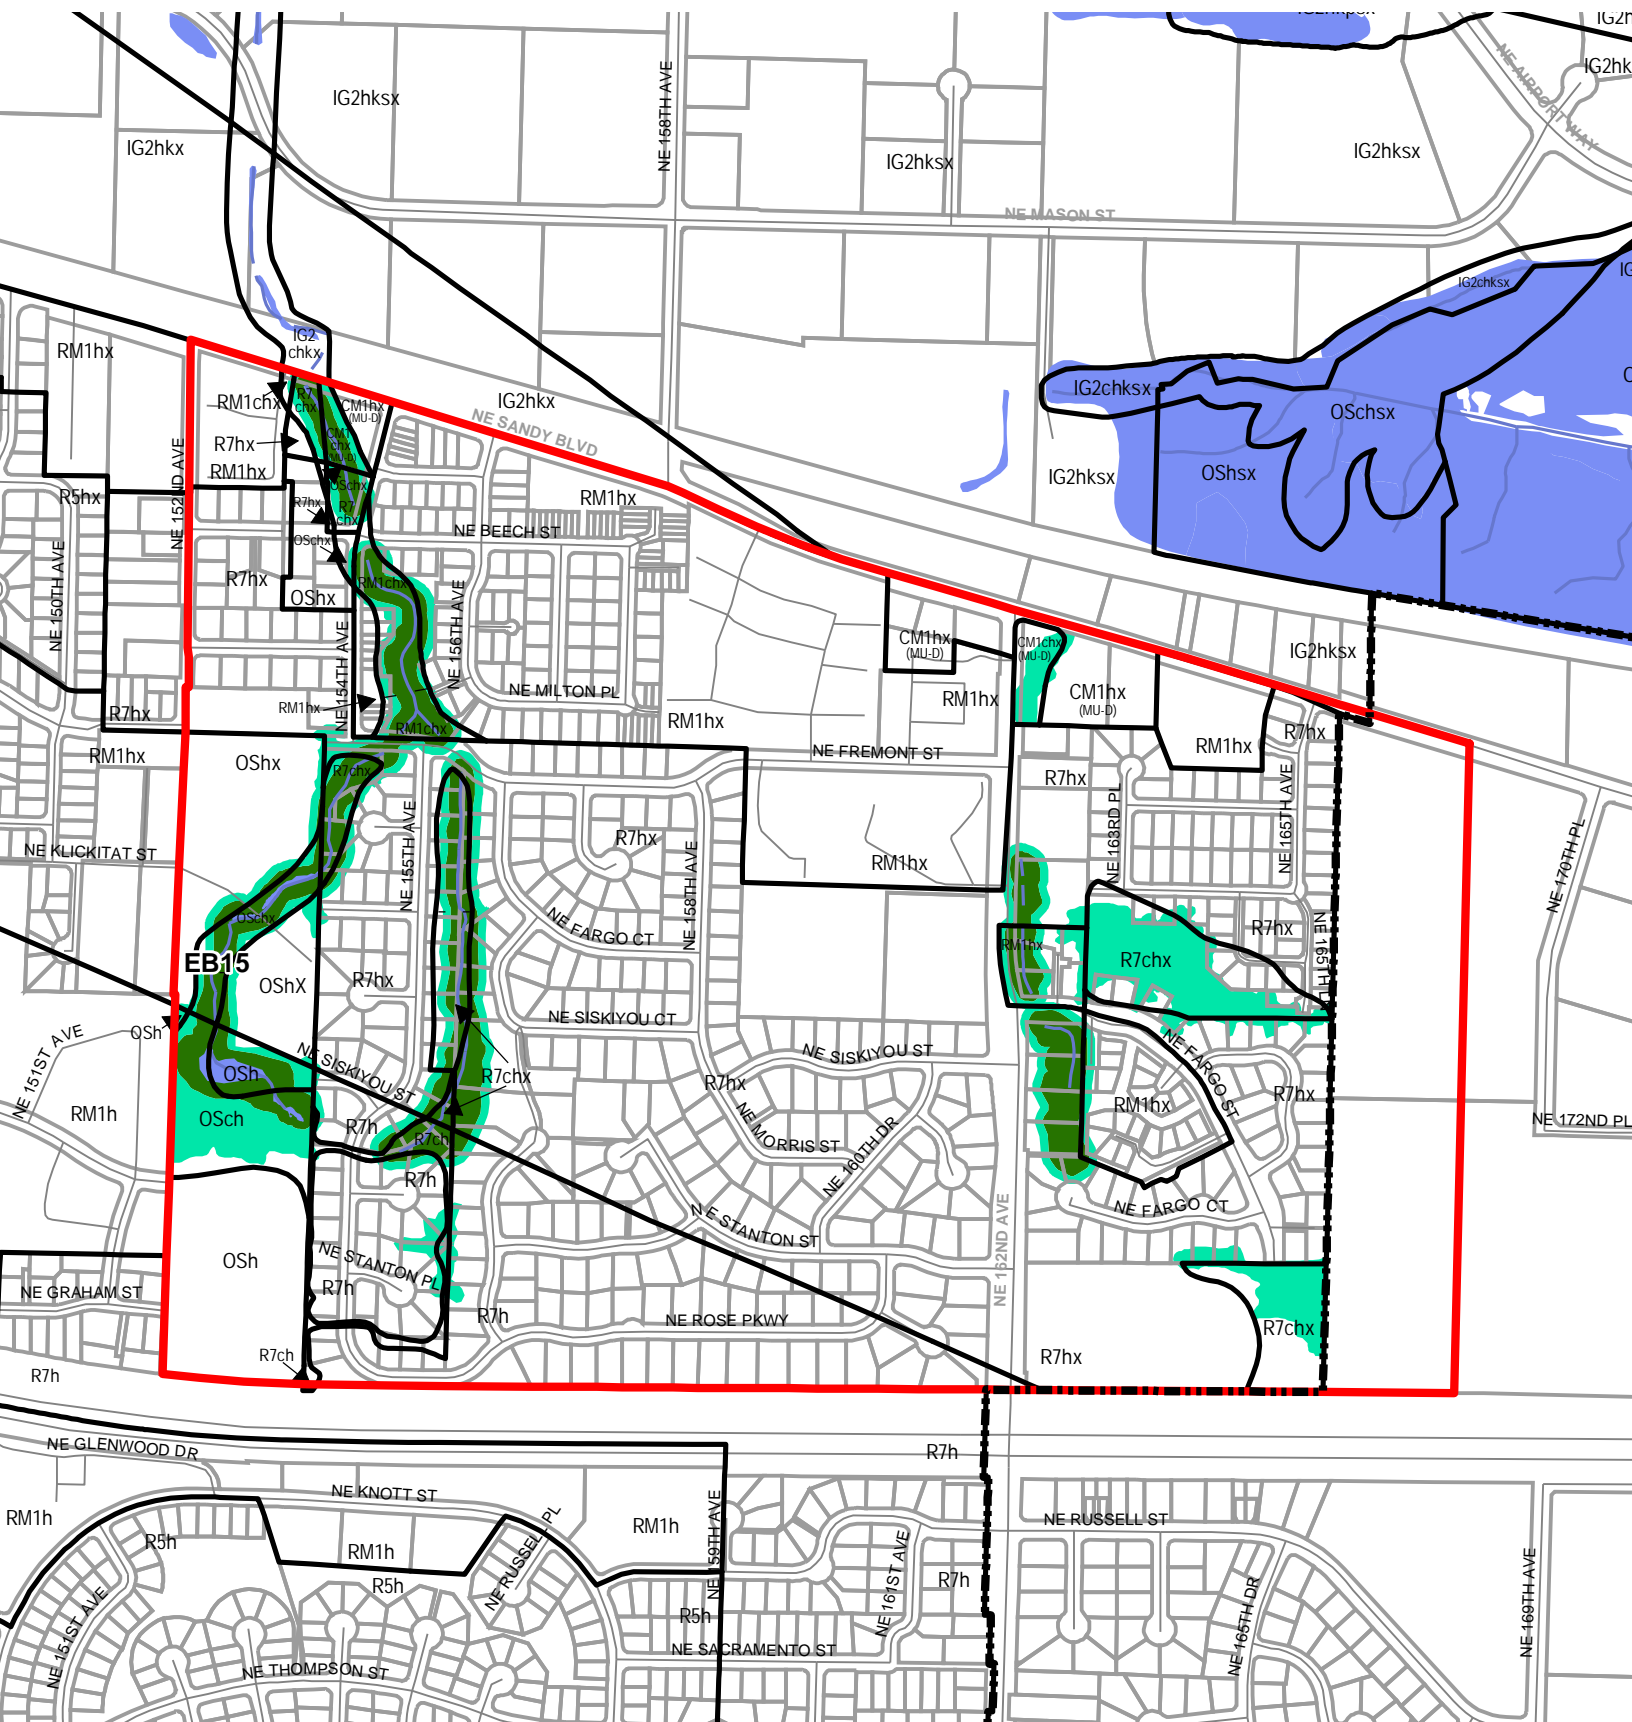 IG2hkpsx
IG2hksx
IG2hkx
NE 158TH AVE
IG2hksx
NE AIRPORT WAY
IG2hksx
NE MASON ST
IG2chksx
IG2
chkx
RM1hx
RM1chx
R7
chx
CM1hx
(MU-D)
IG2hkx
NE SANDY BLVD
IG2chksx
OSchsx
R7hx
CM1
chx
(MU-D)
RM1hx
NE 152ND AVE
R5hx
OSchx
R7hx
R7
chx
RM1hx
IG2hksx
OShsx
NE BEECH ST
OSchx
NE 150TH AVE
R7hx
OShx
RM1chx
NE 156TH AVE
NE 154TH AVE
CM1hx
(MU-D)
CM1chx
(MU-D)
IG2hksx
RM1hx
NE MILTON PL
RM1hx
RM1hx
CM1hx
(MU-D)
R7hx
RM1chx
RM1hx
OShx
R7chx
NE FREMONT ST
RM1hx
R7hx
R7hx
NE 155TH AVE
R7hx
NE 158TH AVE
RM1hx
NE 163RD PL
NE 165TH AVE
NE 170TH PL
NE KLICKITAT ST
OSchx
NE FARGO CT
RM1hx
R7hx
NE 165TH LN
EB15
R7chx
OShX
R7hx
OSh
NE SISKIYOU CT
NE 151ST AVE
NE SISKIYOU ST
NE SISKIYOU ST
NE FARGO ST
OSh
R7chx
R7hx
R7hx
RM1h
OSch
RM1hx
R7h
R7ch
NE MORRIS ST
NE 160TH DR
NE 172ND PL
R7h
NE FARGO CT
NE STANTON ST
OSh
NE STANTON PL
NE 162ND AVE
NE GRAHAM ST
R7h
R7h
NE ROSE PKWY
R7chx
R7ch
R7hx
R7h
NE GLENWOOD DR
R7h
NE KNOTT ST
RM1h
R5h
RM1h
NE RUSSELL PL
RM1h
NE 159TH AVE
NE RUSSELL ST
NE 161ST AVE
R7h
R5h
NE 151ST AVE
R5h
NE SACRAMENTO ST
NE 165TH DR
NE 169TH AVE
NE THOMPSON ST